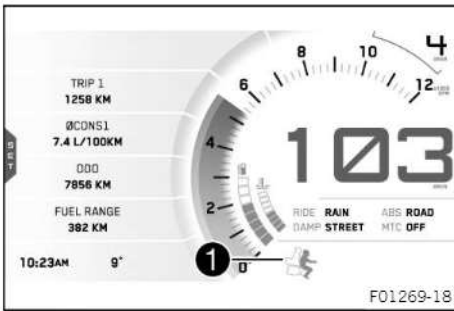 8
10
4
6
12
TRIP 1
1258 KM
ØCONS1
7.4 L/100KM
4
103
SET
ODO
7856 KM
2
FUEL RANGE
382 KM
RIDE RAIN ABS ROAD
DAMP STREET MTC OFF
10:23AM 9°
1
0
F01269-18